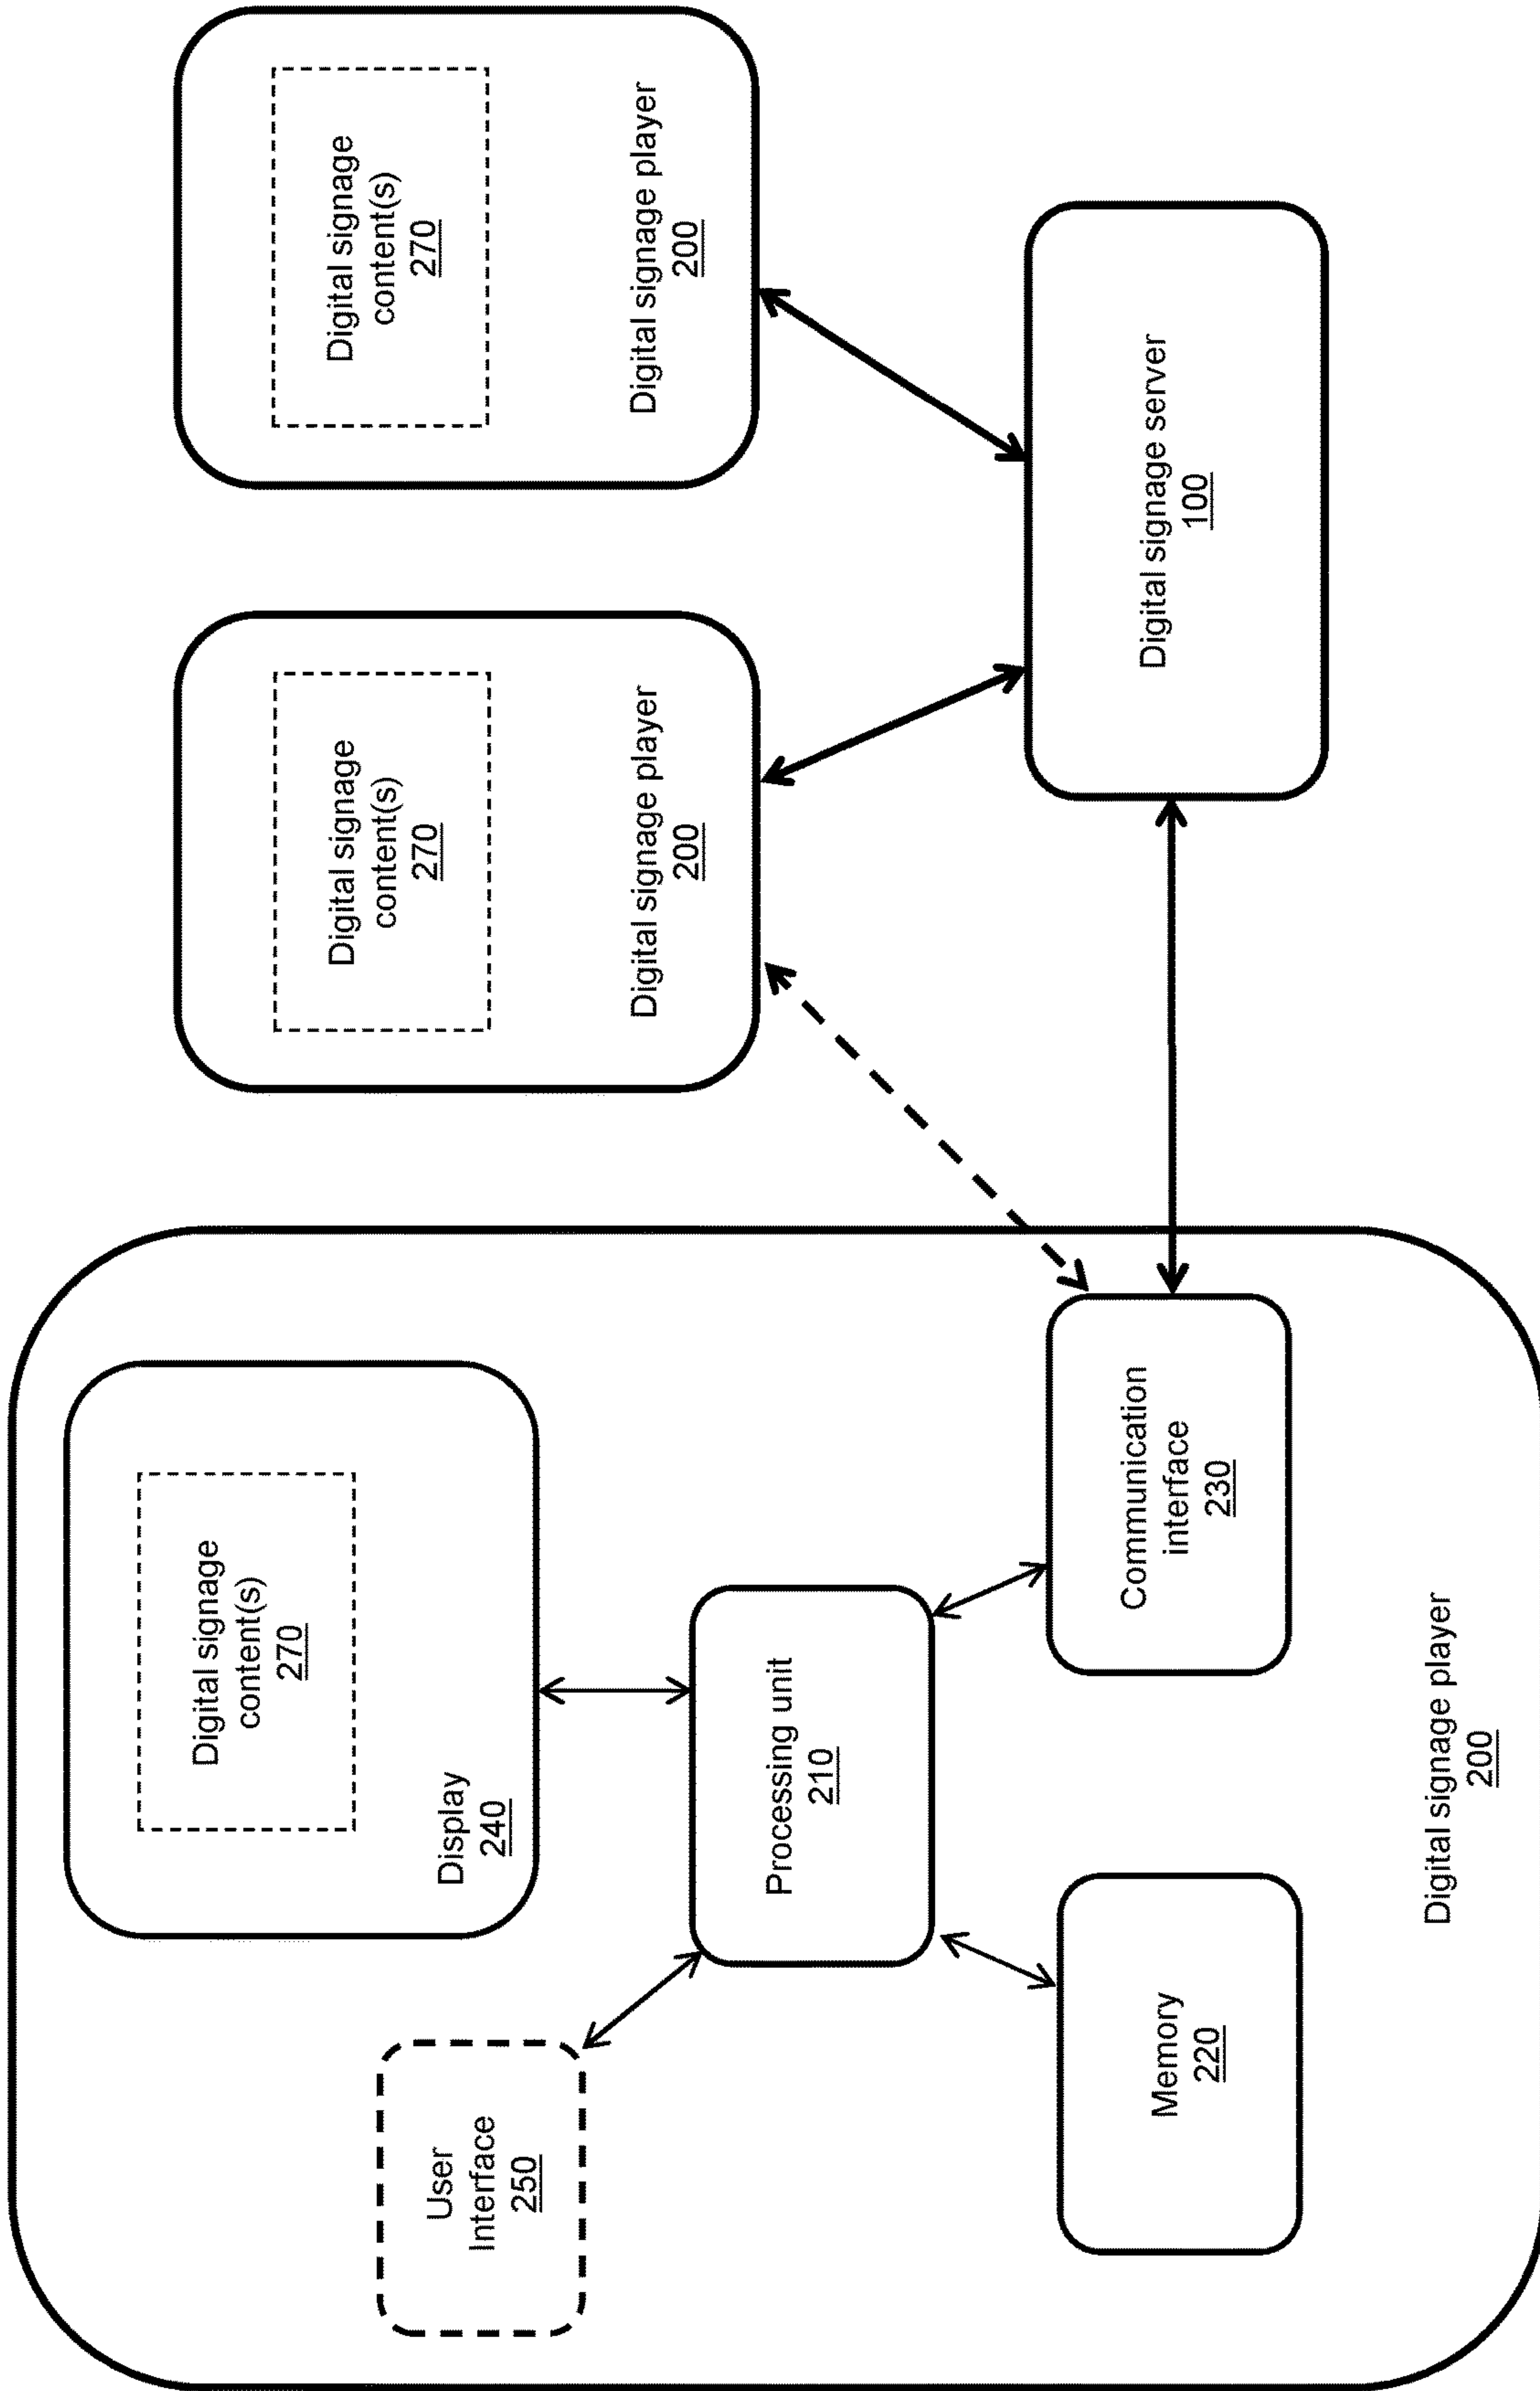 User
Interface
250
Display
240
Digital signage
content(s)
270
Processing unit
210
Memory
220
Communication
interface
230
Digital signage player
200
Digital signage
content(s)
270
Digital signage player
200
Digital signage
content(s)
270
Digital signage player
200
Digital signage server
100